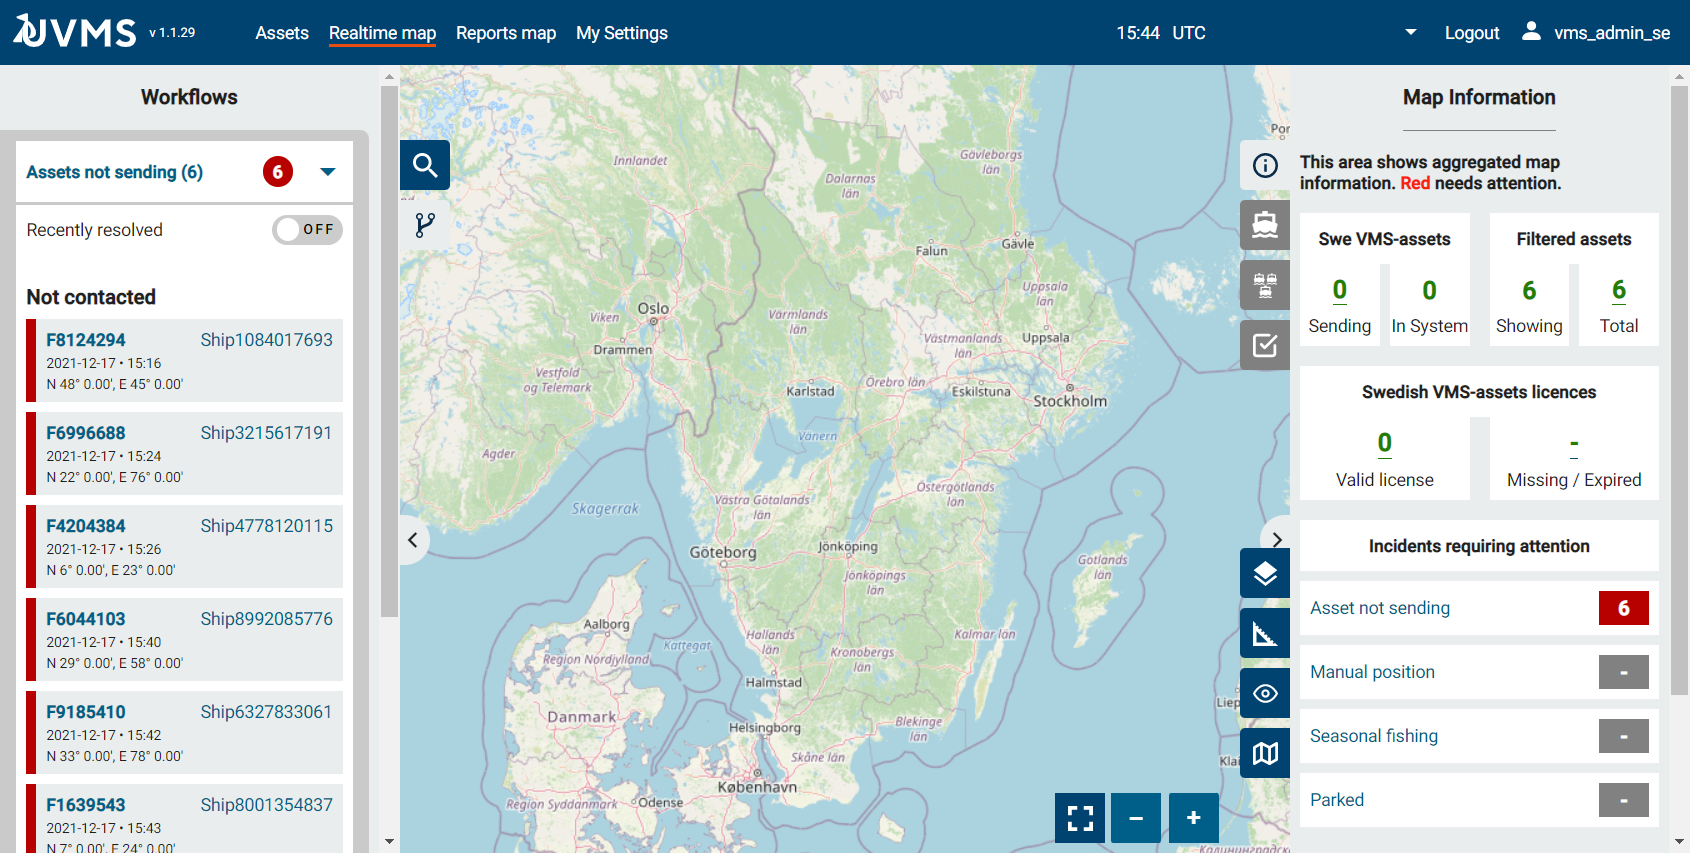 UVMS v 1.1.29
Assets Realtime map Reports map My Settings
15:44 UTC
Logout vms_admin_se
Workflows
Assets not sending (6) 6
Recently resolved OFF
Not contacted
F8124294 Ship1084017693
2021-12-17 • 15:16
N 48° 0.00', E 45° 0.00'
F6996688 Ship3215617191
2021-12-17 • 15:24
N 22° 0.00', E 76° 0.00'
F4204384 Ship4778120115
2021-12-17 • 15:26
N 6° 0.00', E 23° 0.00'
F6044103 Ship8992085776
2021-12-17 • 15:40
N 29° 0.00', E 58° 0.00'
F9185410 Ship6327833061
2021-12-17 • 15:42
N 33° 0.00', E 78° 0.00'
F1639543 Ship8001354837
2021-12-17 • 15:43
N 7° 0.00', E 24° 0.00'
Innlandet
Dalarnas
län
Gävleborgs
län
Por
Falun
Gävle
Oslo
Viken
Drammen
Värmlands
län
Uppsala
län
Västmanlands
län
Uppsala
Vestfold
og Telemark
Karlstad
Örebro län
Eskilstuna
Stockholm
Vänern
Agder
Skagerrak
Västra Götalands
län
Östergötlands
län
Göteborg
Jönköping
Jönköpings
län
Gotlands
län
Aalborg
Region Nordjylland
Kattegat
Hallands
län
Kronobergs
län
Kalmar län
Halmstad
Danmark
Helsingborg
Blekinge
län
Skåne län
Liep
Klai
København
Region Syddanmark
Odense
Калининградская
Map Information
This area shows aggregated map
information. Red needs attention.
Swe VMS-assets
0 0
Sending In System
Filtered assets
6 6
Showing Total
Swedish VMS-assets licences
0 -
Valid license Missing / Expired
Incidents requiring attention
Asset not sending 6
Manual position -
Seasonal fishing -
Parked -